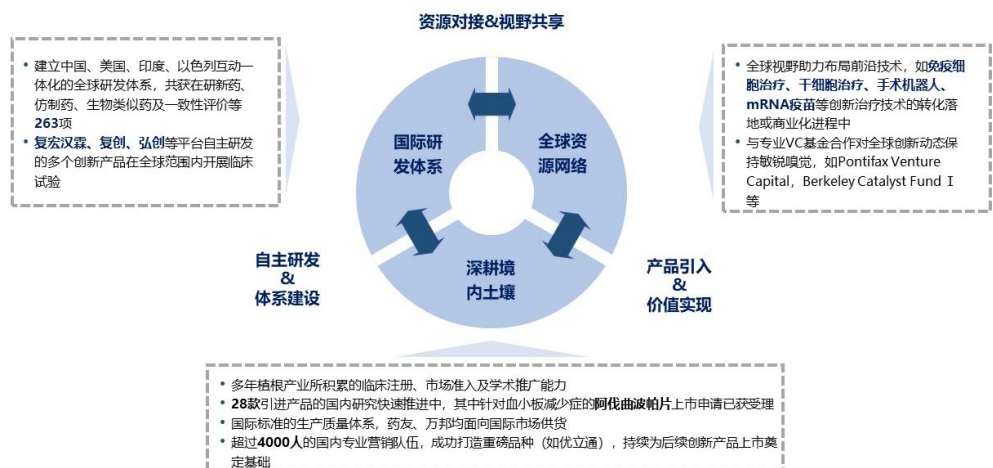 资源对接&视野共享
• 建立中国、美国、印度、以色列互动一
体化的全球研发体系，共获在研新药、
仿制药、生物类似药及一致性评价等
263项
• 复宏汉霖、复创、弘创等平台自主研发
的多个创新产品在全球范围内开展临床
试验
国际研
发体系
全球资
源网络
深耕境
内土壤
• 全球视野助力布局前沿技术，如免疫细
胞治疗、干细胞治疗、手术机器人、
mRNA疫苗等创新治疗技术的转化落
地或商业化进程中
• 与专业VC基金合作对全球创新动态保
持敏锐嗅觉，如Pontifax Venture
Capital，Berkeley Catalyst Fund Ⅰ
等
自主研发
&
体系建设
产品引入
&
价值实现
• 多年植根产业所积累的临床注册、市场准入及学术推广能力
• 28款引进产品的国内研究快速推进中，其中针对血小板减少症的阿伐曲波帕片上市申请已获受理
• 国际标准的生产质量体系，药友、万邦均面向国际市场供货
• 超过4000人的国内专业营销队伍，成功打造重磅品种（如优立通），持续为后续创新产品上市奠
定基础